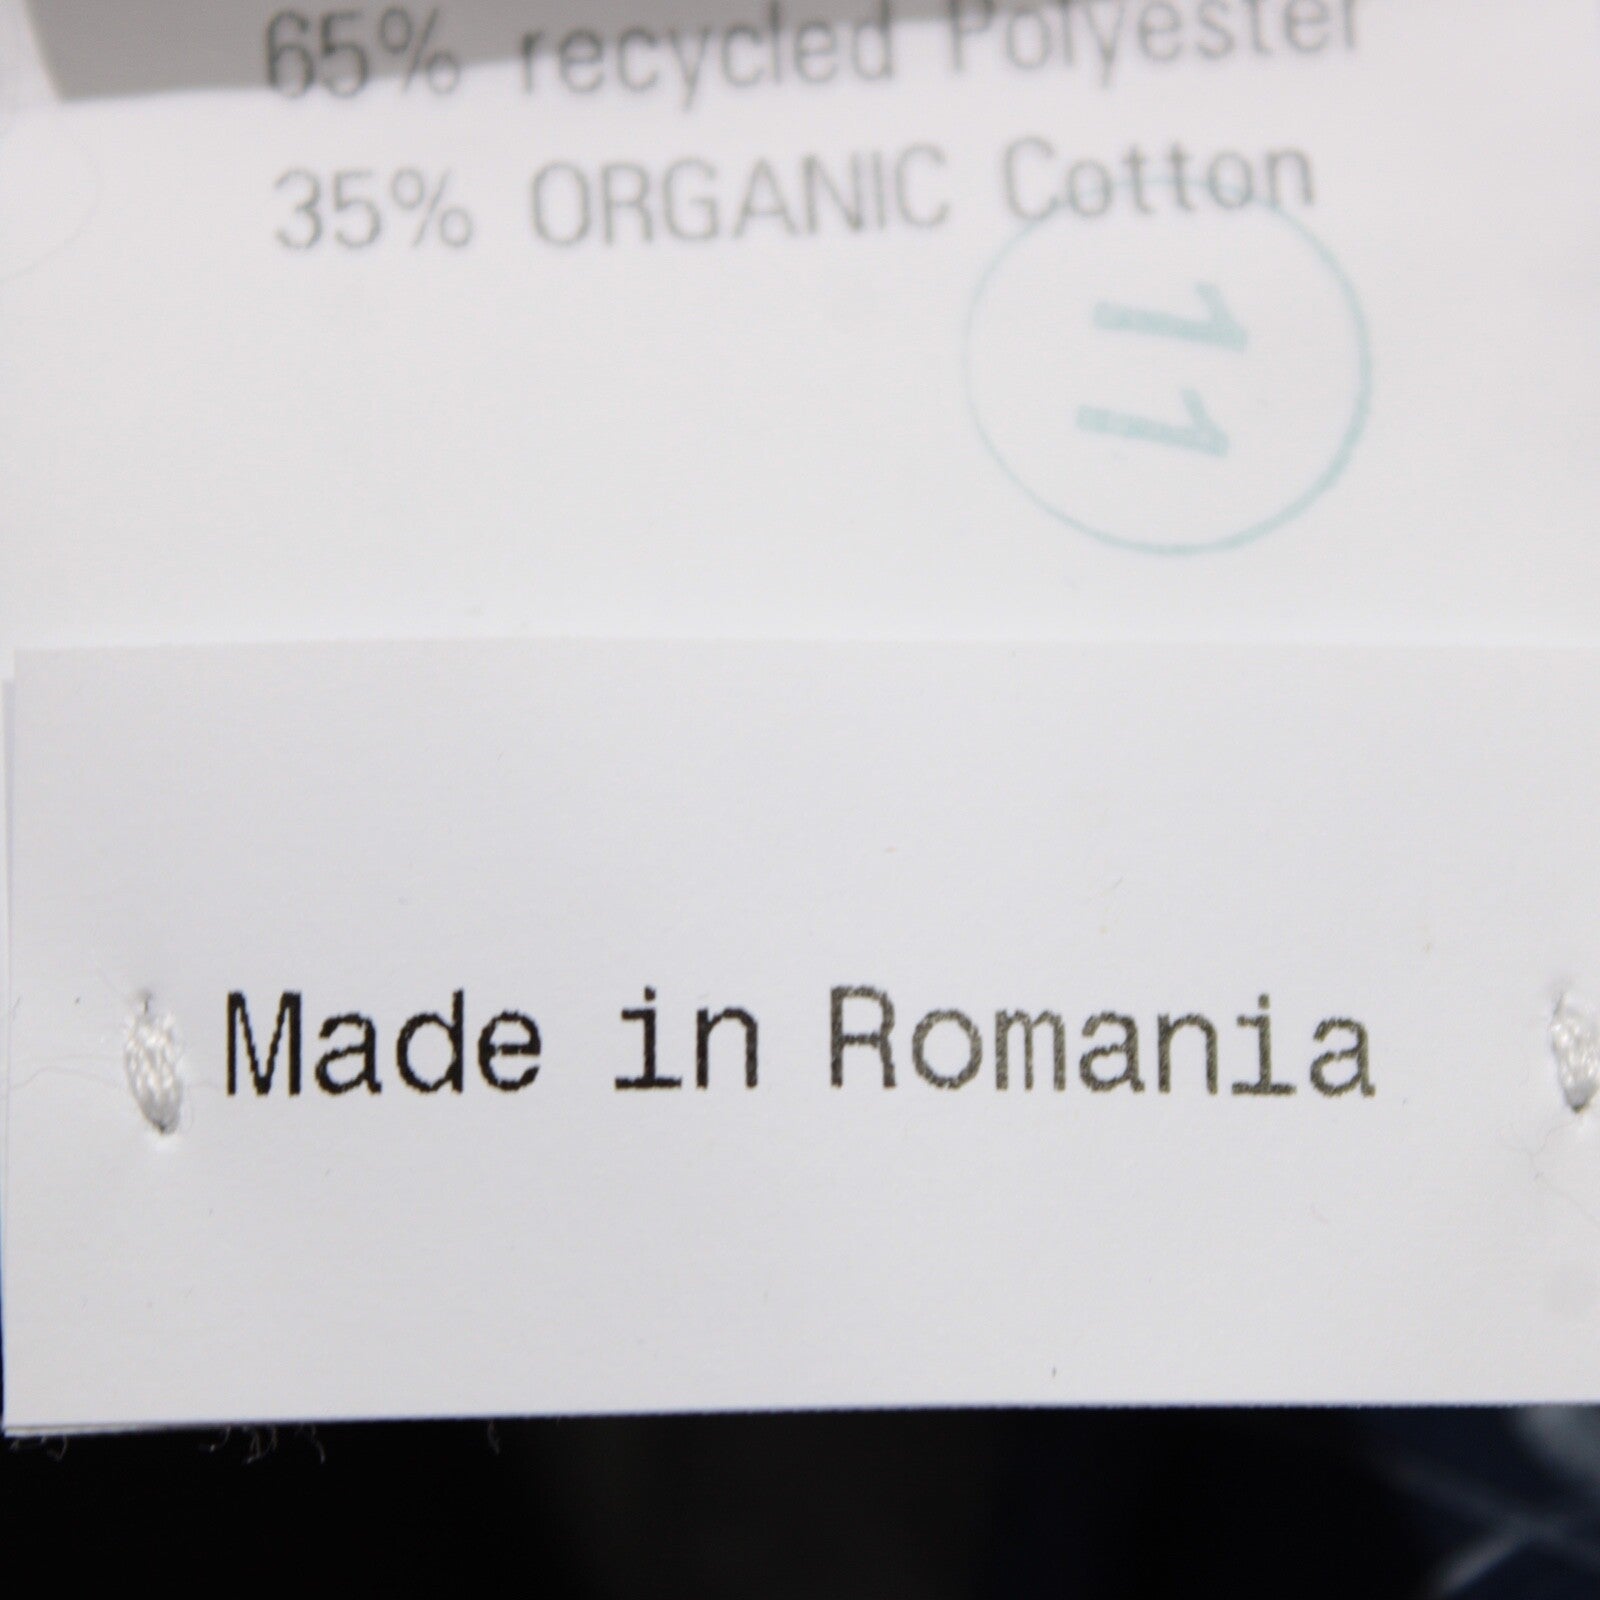 65% recycled Polyester
35% ORGANIC Cotton
11
Made in Romania